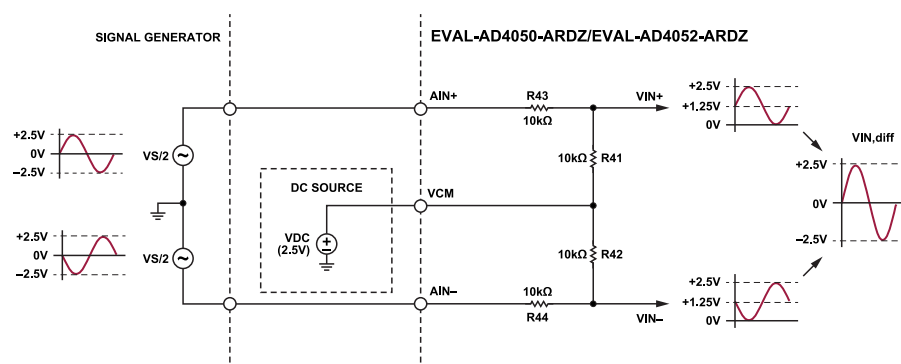 SIGNAL GENERATOR
EVAL-AD4050-ARDZ/EVAL-AD4052-ARDZ
AIN+
R43
10kΩ
VIN+
+2.5V
+1.25V
0V
+2.5V
0V
−2.5V
VS/2
10kΩ
R41
VIN,diff
+2.5V
0V
−2.5V
DC SOURCE
VCM
VDC
(2.5V)
+2.5V
0V
−2.5V
VS/2
10kΩ
R42
AIN−
10kΩ
R44
VIN−
+2.5V
+1.25V
0V